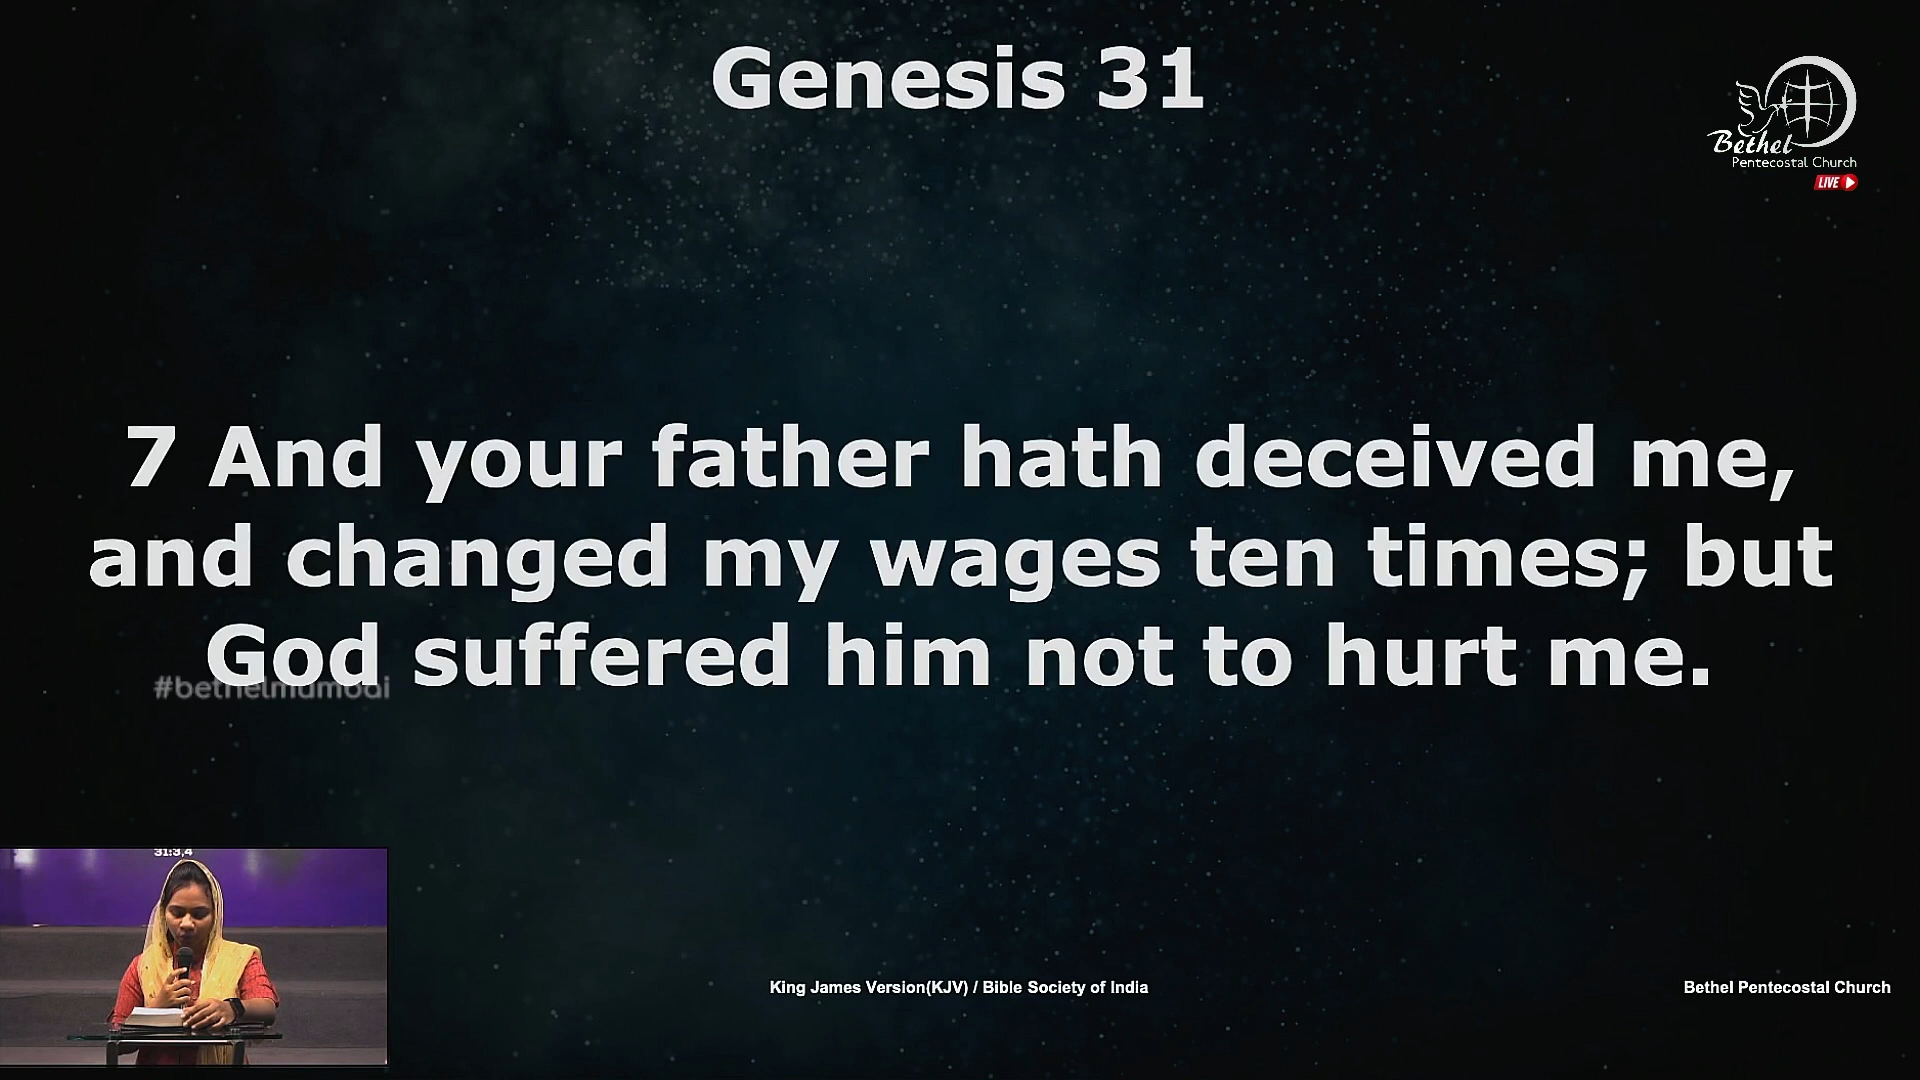 Genesis 31
Bethel
Pentecostal Church
LIVE
7 And your father hath deceived me,
and changed my wages ten times; but
God suffered him not to hurt me.
#bethelmumbai
31:3,4
King James Version(KJV) / Bible Society of India
Bethel Pentecostal Church